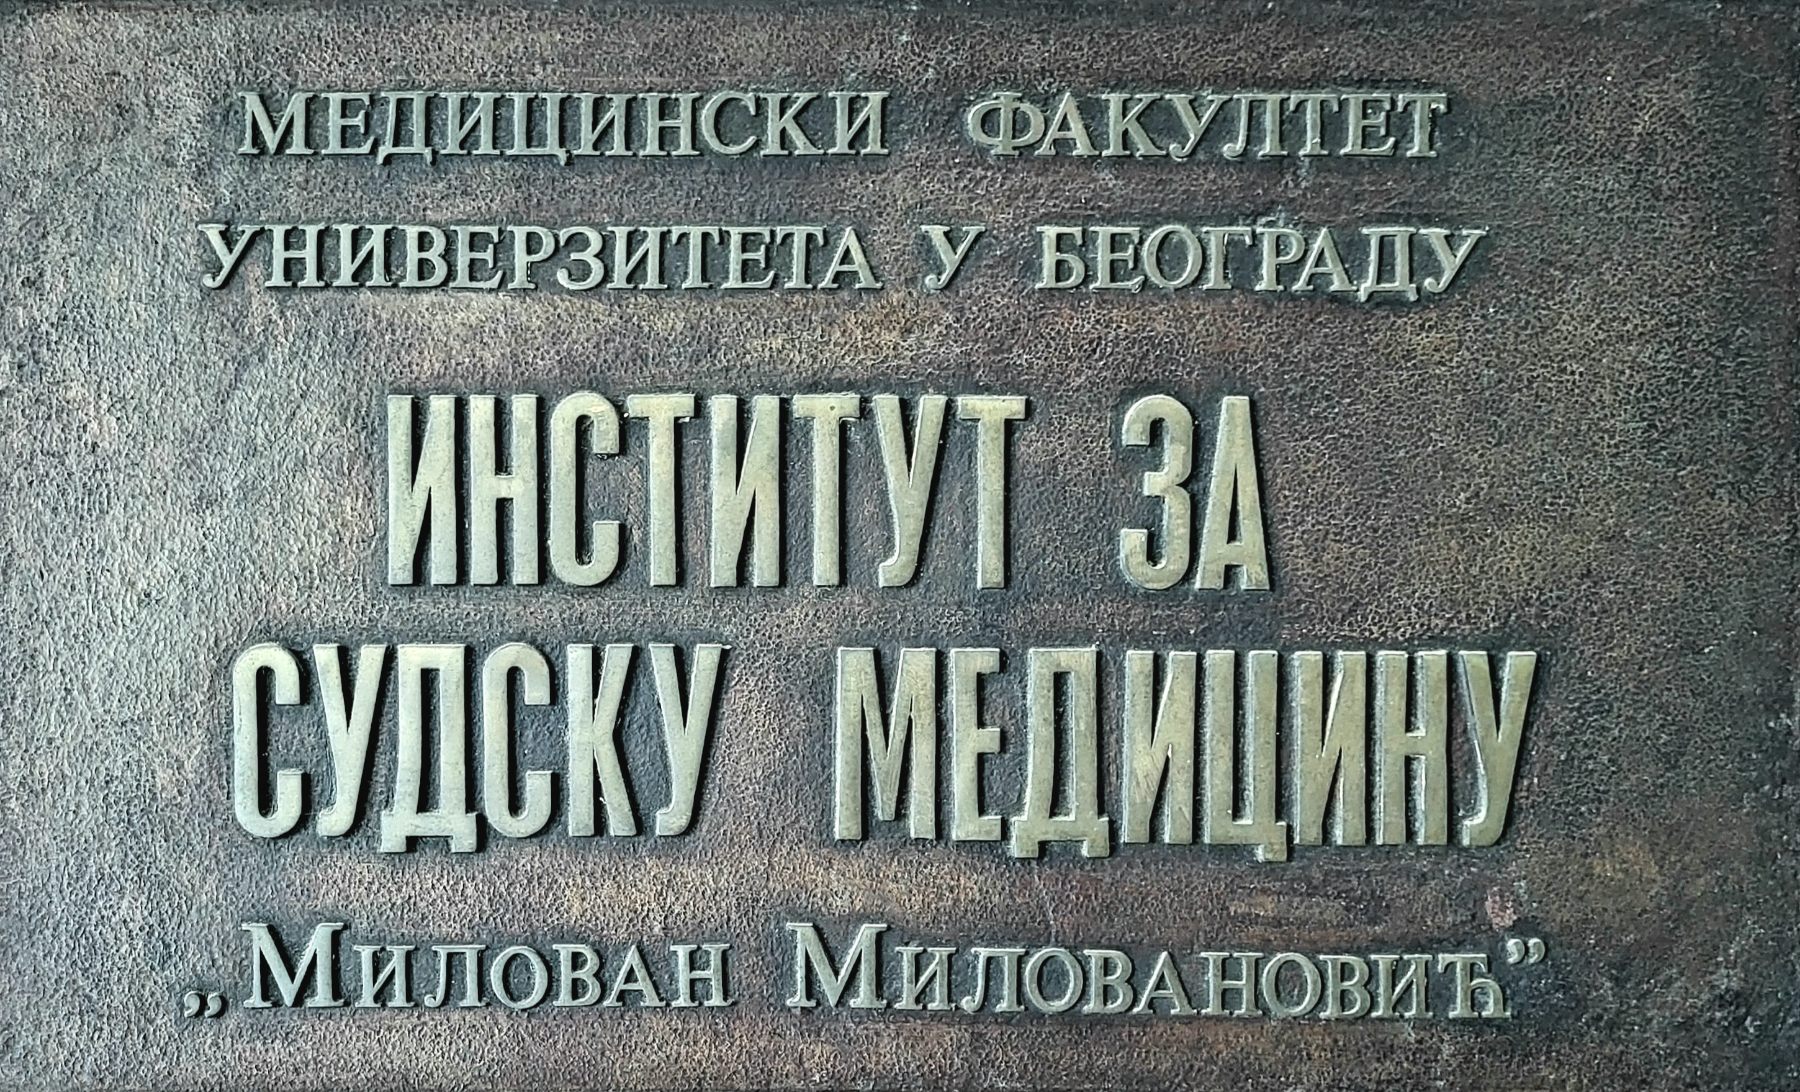 МЕДИЦИНСКИ ФАКУЛТЕТ
УНИВЕРЗИТЕТА У БЕОГРАДУ
ИНСТИТУТ ЗА
СУДСКУ МЕДИЦИНУ
„МИЛОВАН МИЛОВАНОВИЋ”